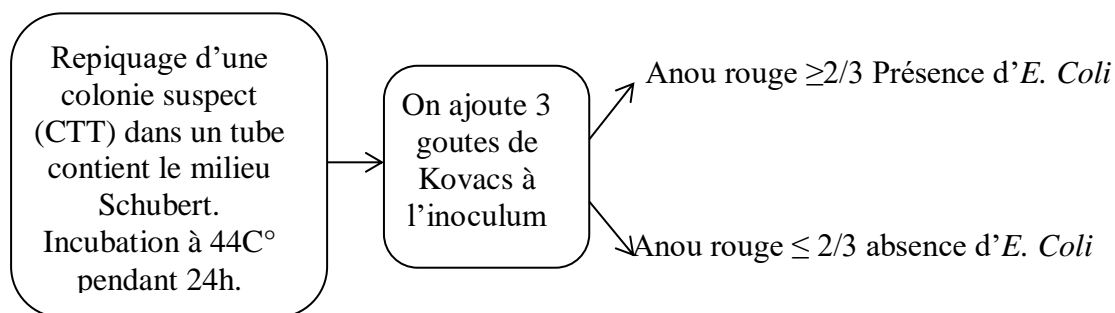 Repiquage d’une
colonie suspect
(CTT) dans un tube
contient le milieu
Schubert.
Incubation à 44C°
pendant 24h.
On ajoute 3
goutes de
Kovacs à
l’inoculum
Anou rouge ≥2/3 Présence d’E. Coli
Anou rouge ≤ 2/3 absence d’E. Coli